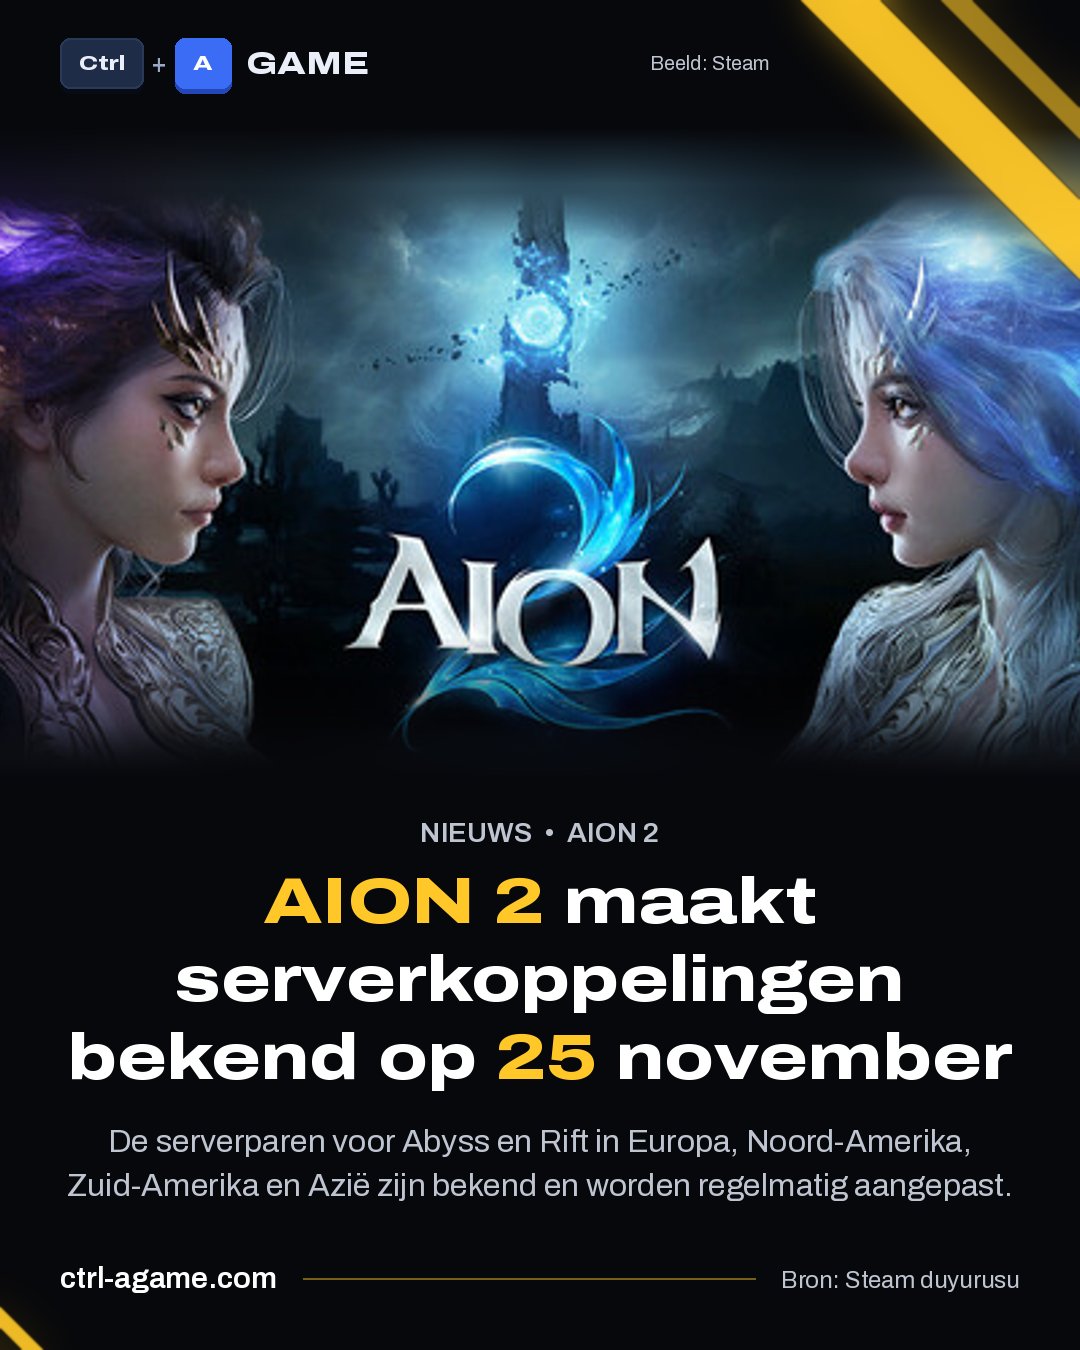 Ctrl + A GAME
Beeld: Steam
2
AION
NIEUWS • AION 2
AION 2 maakt
serverkoppelingen
bekend op 25 november
De serverparen voor Abyss en Rift in Europa, Noord-Amerika,
Zuid-Amerika en Azië zijn bekend en worden regelmatig aangepast.
ctrl-agame.com
Bron: Steam duyurusu